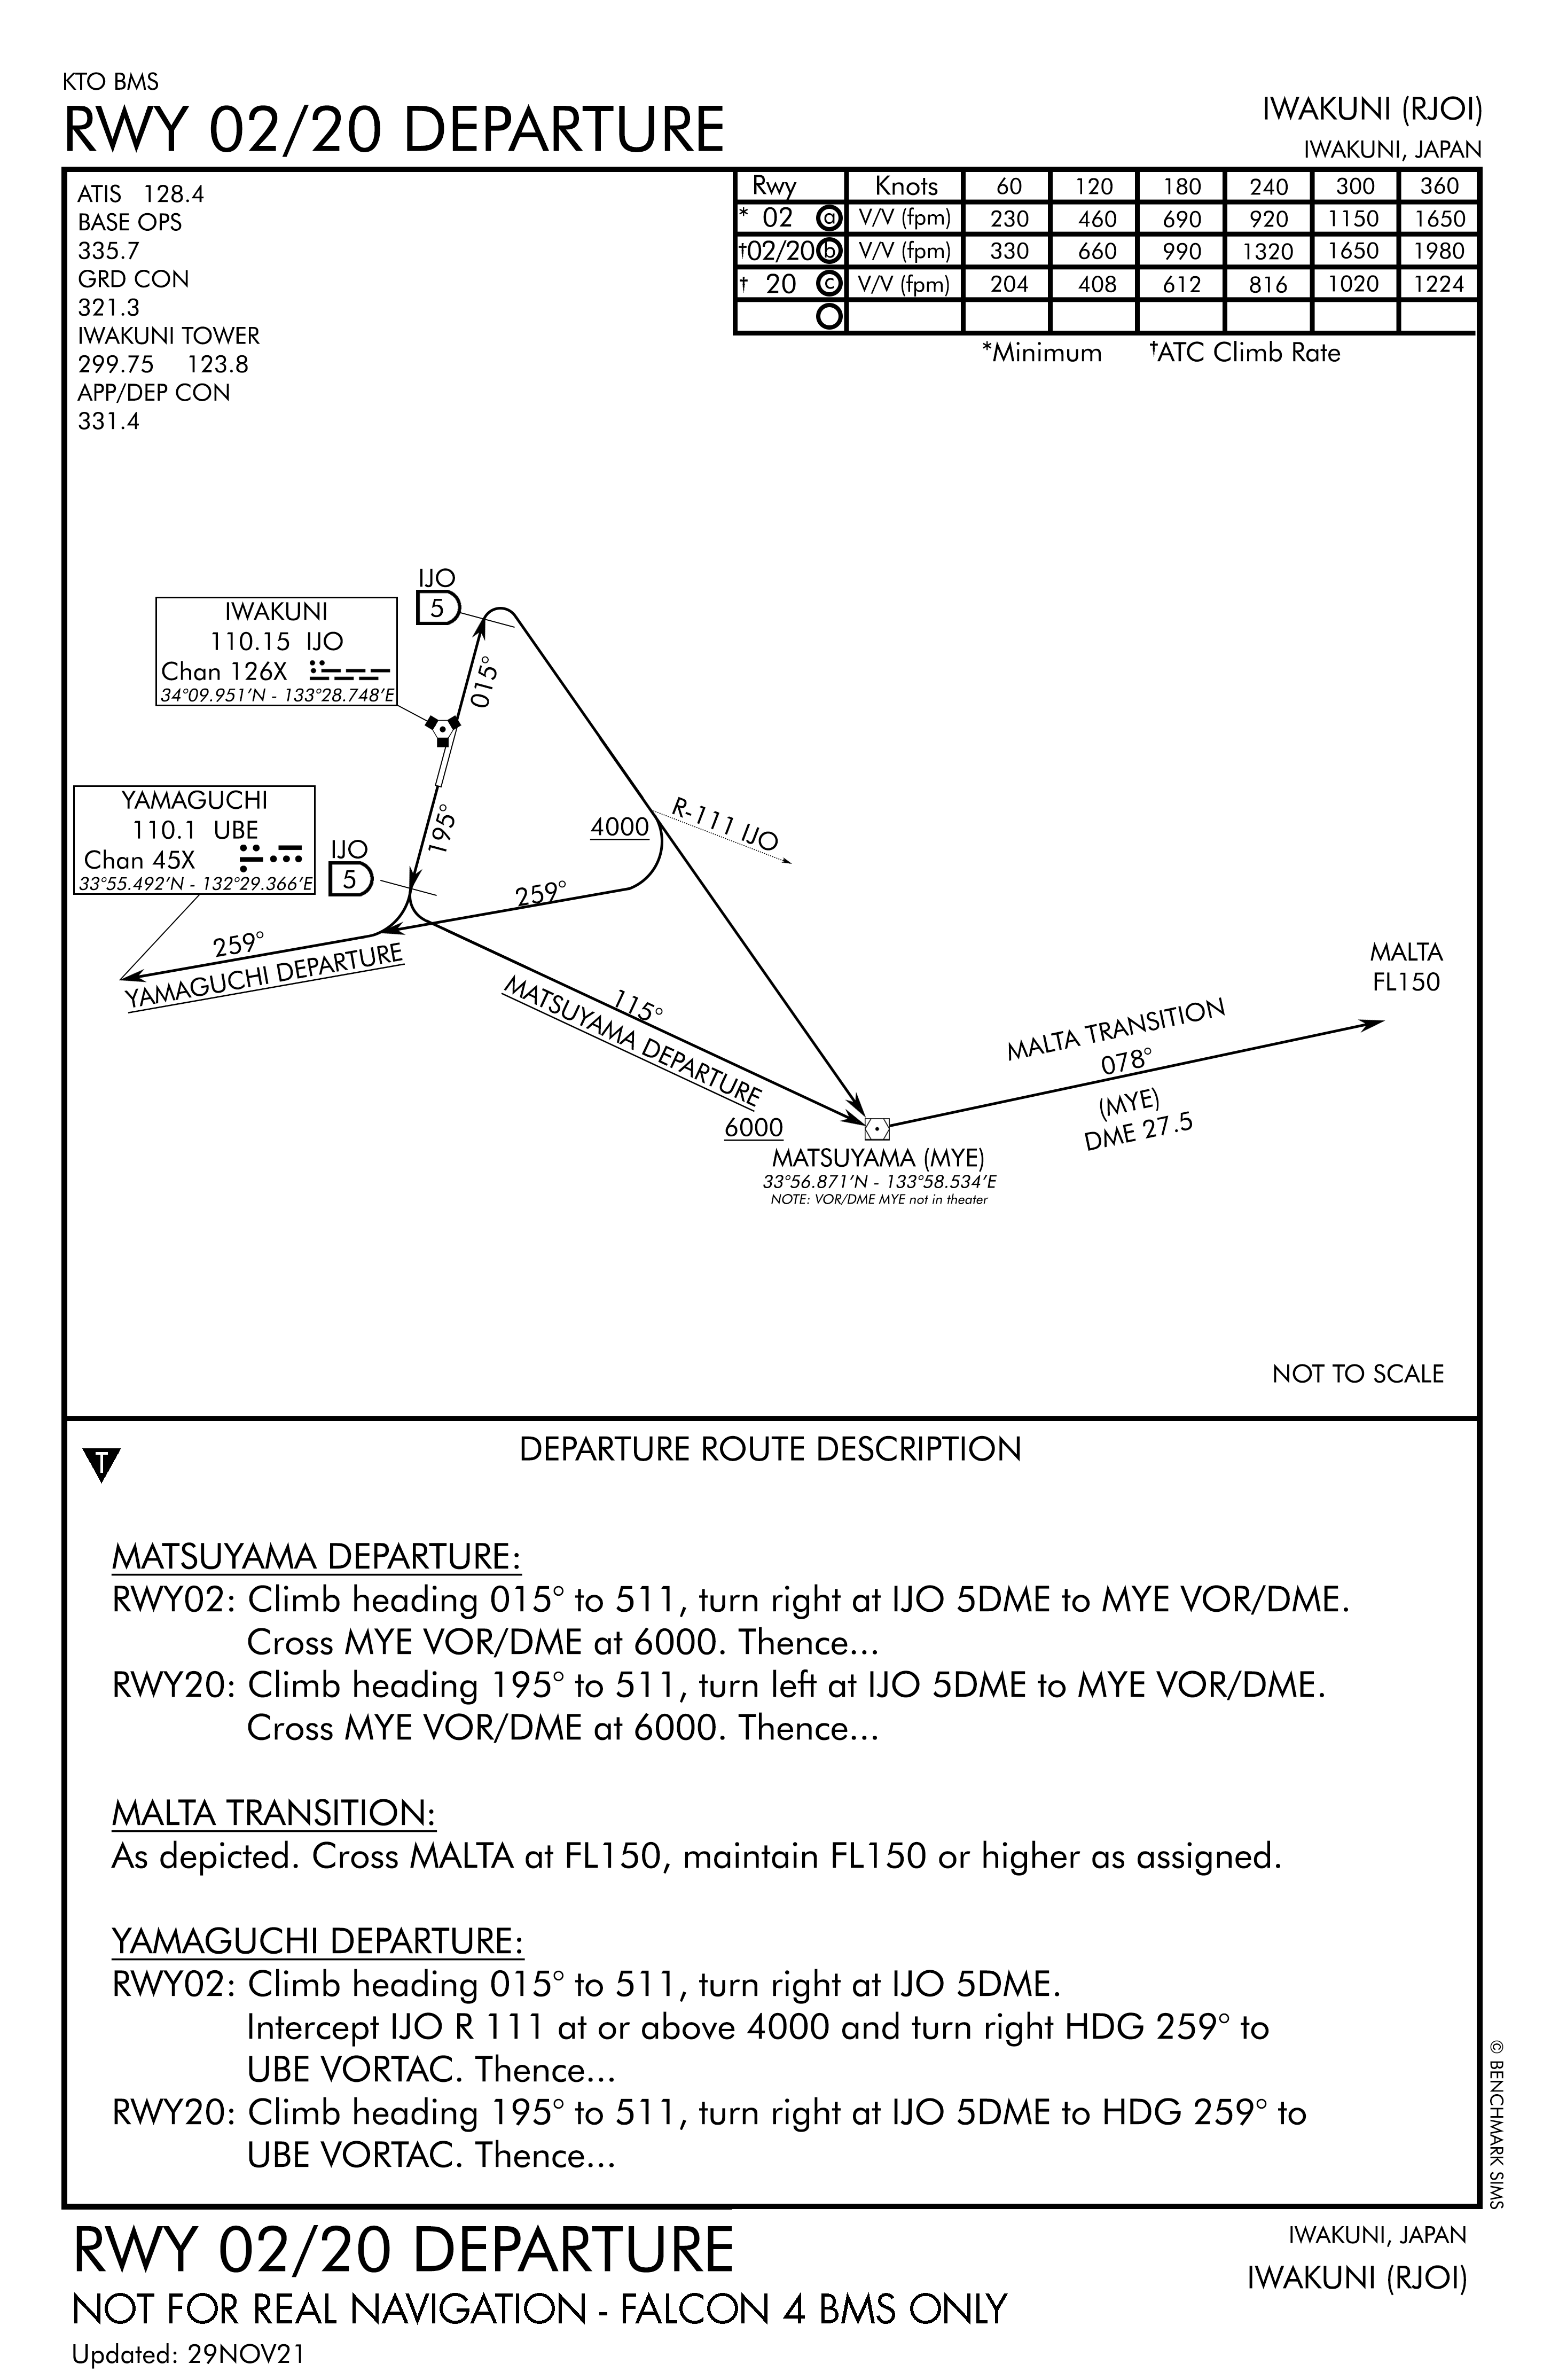 KTO BMS
RWY 02/20 DEPARTURE
IWAKUNI (RJOI)
IWAKUNI, JAPAN
ATIS 128.4
BASE OPS
335.7
GRD CON
321.3
IWAKUNI TOWER
299.75 123.8
APP/DEP CON
331.4
Rwy Knots 60 120 180 240 300 360
* 02 a V/V (fpm) 230 460 690 920 1150 1650
†02/20 b V/V (fpm) 330 660 990 1320 1650 1980
† 20 c V/V (fpm) 204 408 612 816 1020 1224
*Minimum †ATC Climb Rate
IJO
5
IWAKUNI
110.15 IJO
Chan 126X
34°09.951'N - 133°28.748'E
015°
YAMAGUCHI
110.1 UBE
Chan 45X
33°55.492'N - 132°29.366'E
195°
IJO
5
4000
R-111 IJO
259°
259°
YAMAGUCHI DEPARTURE
115°
MATSUYAMA DEPARTURE
6000
MATSUYAMA (MYE)
33°56.871'N - 133°58.534'E
NOTE: VOR/DME MYE not in theater
MALTA
FL150
MALTA TRANSITION
078°
(MYE)
DME 27.5
NOT TO SCALE
T
DEPARTURE ROUTE DESCRIPTION
MATSUYAMA DEPARTURE:
RWY02: Climb heading 015° to 511, turn right at IJO 5DME to MYE VOR/DME.
Cross MYE VOR/DME at 6000. Thence...
RWY20: Climb heading 195° to 511, turn left at IJO 5DME to MYE VOR/DME.
Cross MYE VOR/DME at 6000. Thence...
MALTA TRANSITION:
As depicted. Cross MALTA at FL150, maintain FL150 or higher as assigned.
YAMAGUCHI DEPARTURE:
RWY02: Climb heading 015° to 511, turn right at IJO 5DME.
Intercept IJO R 111 at or above 4000 and turn right HDG 259° to
UBE VORTAC. Thence...
RWY20: Climb heading 195° to 511, turn right at IJO 5DME to HDG 259° to
UBE VORTAC. Thence...
© BENCHMARK SIMS
RWY 02/20 DEPARTURE
IWAKUNI, JAPAN
IWAKUNI (RJOI)
NOT FOR REAL NAVIGATION - FALCON 4 BMS ONLY
Updated: 29NOV21